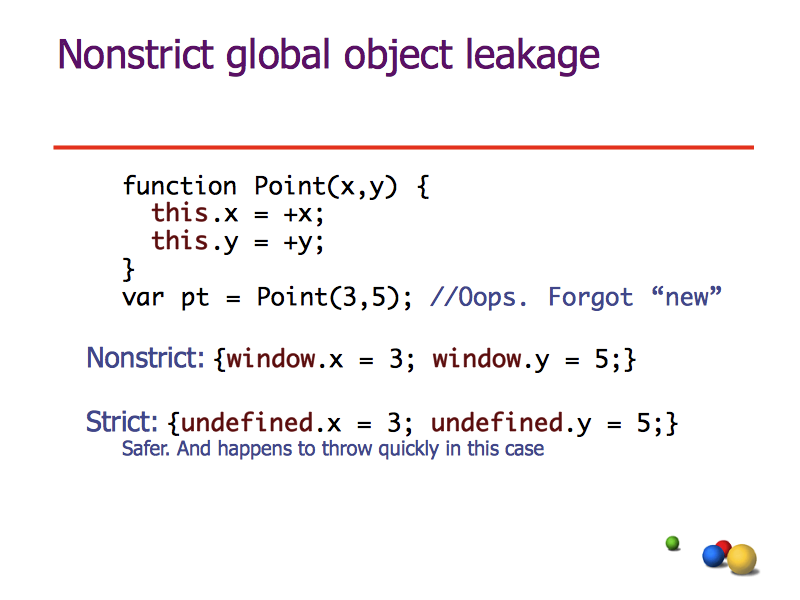 Nonstrict global object leakage
function Point(x,y) {
  this.x = +x;
  this.y = +y;
}
var pt = Point(3,5); //Oops. Forgot “new”
Nonstrict: {window.x = 3; window.y = 5;}
Strict: {undefined.x = 3; undefined.y = 5;}
Safer. And happens to throw quickly in this case